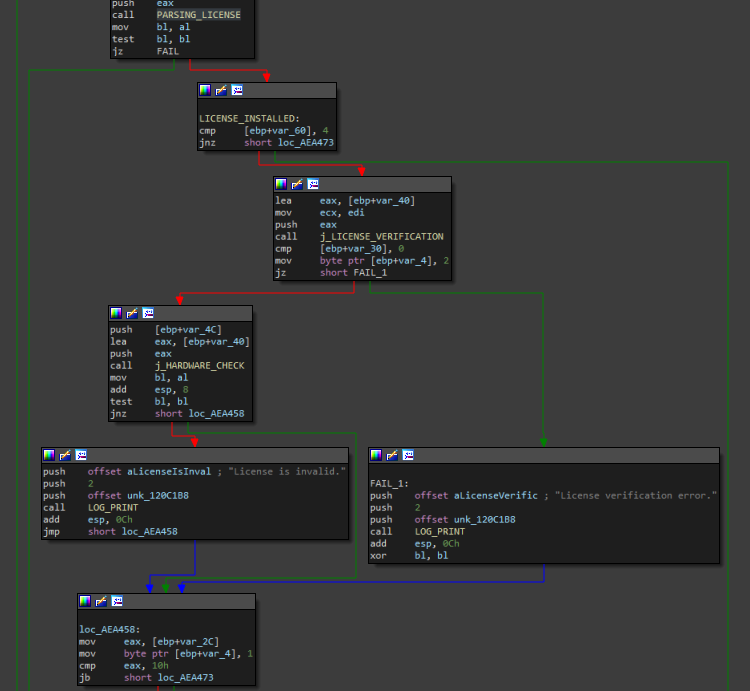 push eax
call PARSING_LICENSE
mov bl, al
test bl, bl
jz FAIL
LICENSE_INSTALLED:
cmp [ebp+var_60], 4
jnz short loc_AEA473
lea eax, [ebp+var_40]
mov ecx, edi
push eax
call j_LICENSE_VERIFICATION
cmp [ebp+var_30], 0
mov byte ptr [ebp+var_4], 2
jz short FAIL_1
push [ebp+var_4C]
lea eax, [ebp+var_40]
push eax
call j_HARDWARE_CHECK
mov bl, al
add esp, 8
test bl, bl
jnz short loc_AEA458
push offset aLicenseIsInval ; "License is invalid."
push 2
push offset unk_120C1B8
call LOG_PRINT
add esp, 0Ch
jmp short loc_AEA458
FAIL_1:
push offset aLicenseVerific ; "License verification error."
push 2
push offset unk_120C1B8
call LOG_PRINT
add esp, 0Ch
xor bl, bl
loc_AEA458:
mov eax, [ebp+var_2C]
mov byte ptr [ebp+var_4], 1
cmp eax, 10h
jb short loc_AEA473